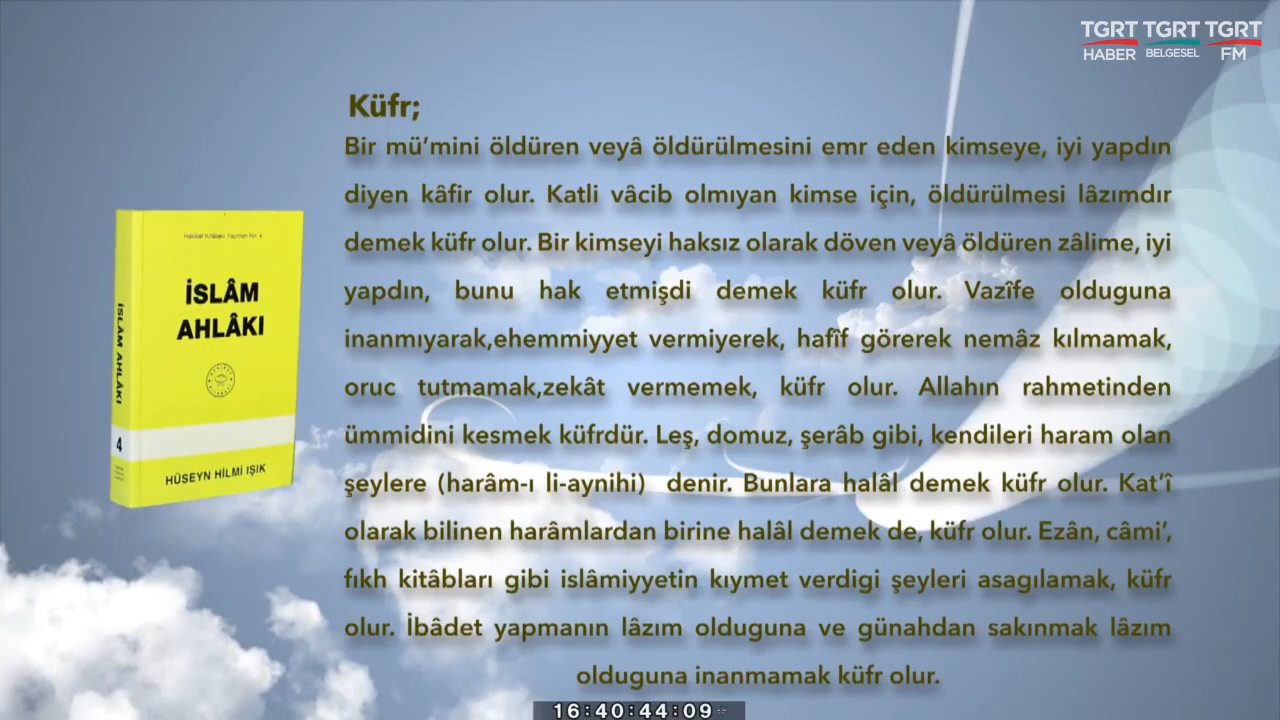 TGRT TGRT TGRT
HABER BELGESEL FM
Küfr;
Bir mü’mini öldüren veyâ öldürülmesini emr eden kimseye, iyi yapdın
diyen kâfir olur. Katli vâcib olmıyan kimse için, öldürülmesi lâzımdır
demek küfr olur. Bir kimseyi haksız olarak döven veyâ öldüren zâlime, iyi
yapdın, bunu hak etmişdi demek küfr olur. Vazîfe olduguna
inanmıyarak,ehemmiyyet vermiyerek, hafîf görerek nemâz kılmamak,
oruc tutmamak,zekât vermemek, küfr olur. Allahın rahmetinden
ümmidini kesmek küfrdür. Leş, domuz, şerâb gibi, kendileri haram olan
şeylere (harâm-ı li-aynihi) denir. Bunlara halâl demek küfr olur. Kat’î
olarak bilinen harâmlardan birine halâl demek de, küfr olur. Ezân, câmi’,
fıkh kitâbları gibi islâmiyyetin kıymet verdigi şeyleri asagılamak, küfr
olur. İbâdet yapmanın lâzım olduguna ve günahdan sakınmak lâzım
olduguna inanmamak küfr olur.
Hakîkat Kitâbevi Yayınları No: 4
İSLÂM
AHLÂKI
HÜSEYN HİLMİ IŞIK
İSLÂM AHLÂKI
4
16:40:44:09